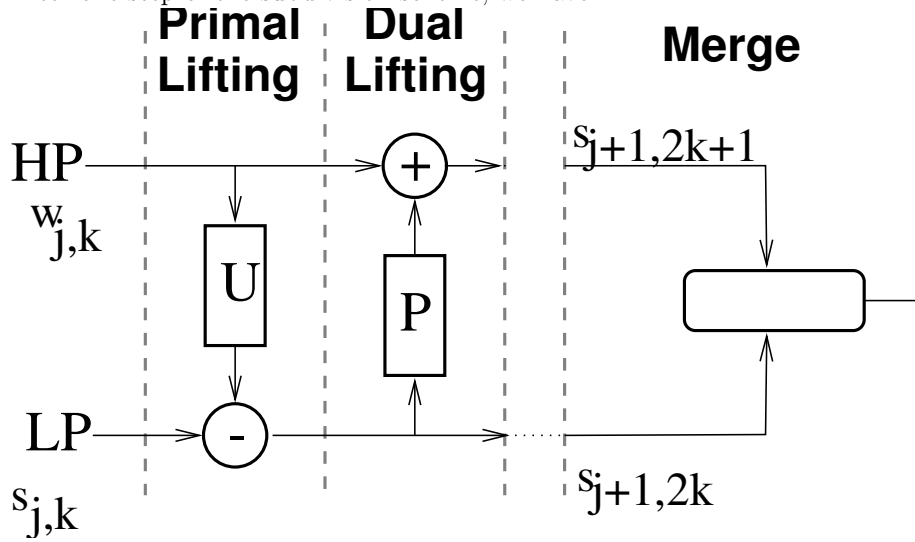 Primal
Lifting
Dual
Lifting
Merge
HP
w j,k
U
+
P
s j+1,2k+1
LP
s j,k
-
s j+1,2k